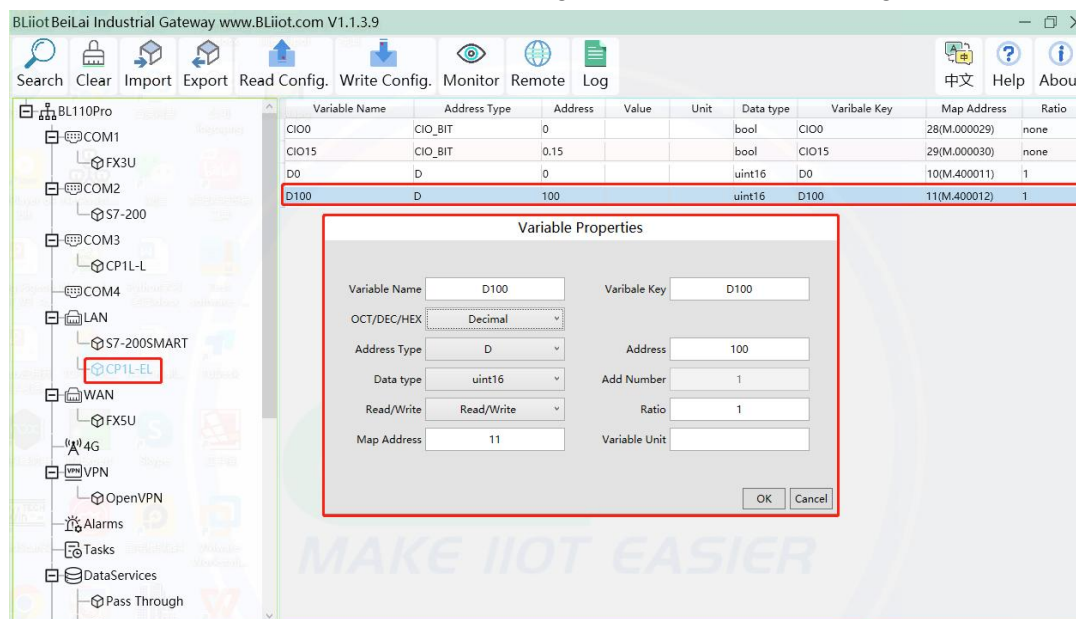 BLiiot BeiLai Industrial Gateway www.BLiiot.com V1.1.3.9
Search Clear Import Export Read Config. Write Config. Monitor Remote Log 中文 Help Abou
Variable Name Address Type Address Value Unit Data type Varibale Key Map Address Ratio
CIO0 CIO_BIT 0 bool CIO0 28(M.000029) none
CIO15 CIO_BIT 0.15 bool CIO15 29(M.000030) none
D0 D 0 uint16 D0 10(M.400011) 1
D100 D 100 uint16 D100 11(M.400012) 1
BL110Pro
COM1
FX3U
COM2
S7-200
COM3
CP1L-L
COM4
LAN
S7-200SMART
CP1L-EL
WAN
FX5U
4G
VPN
VPN
OpenVPN
Alarms
Tasks
DataServices
Pass Through
Variable Properties
Variable Name D100 Varibale Key D100
OCT/DEC/HEX Decimal
Address Type D Address 100
Data type uint16 Add Number 1
Read/Write Read/Write Ratio 1
Map Address 11 Variable Unit
OK Cancel
MAKE IIOT EASIER